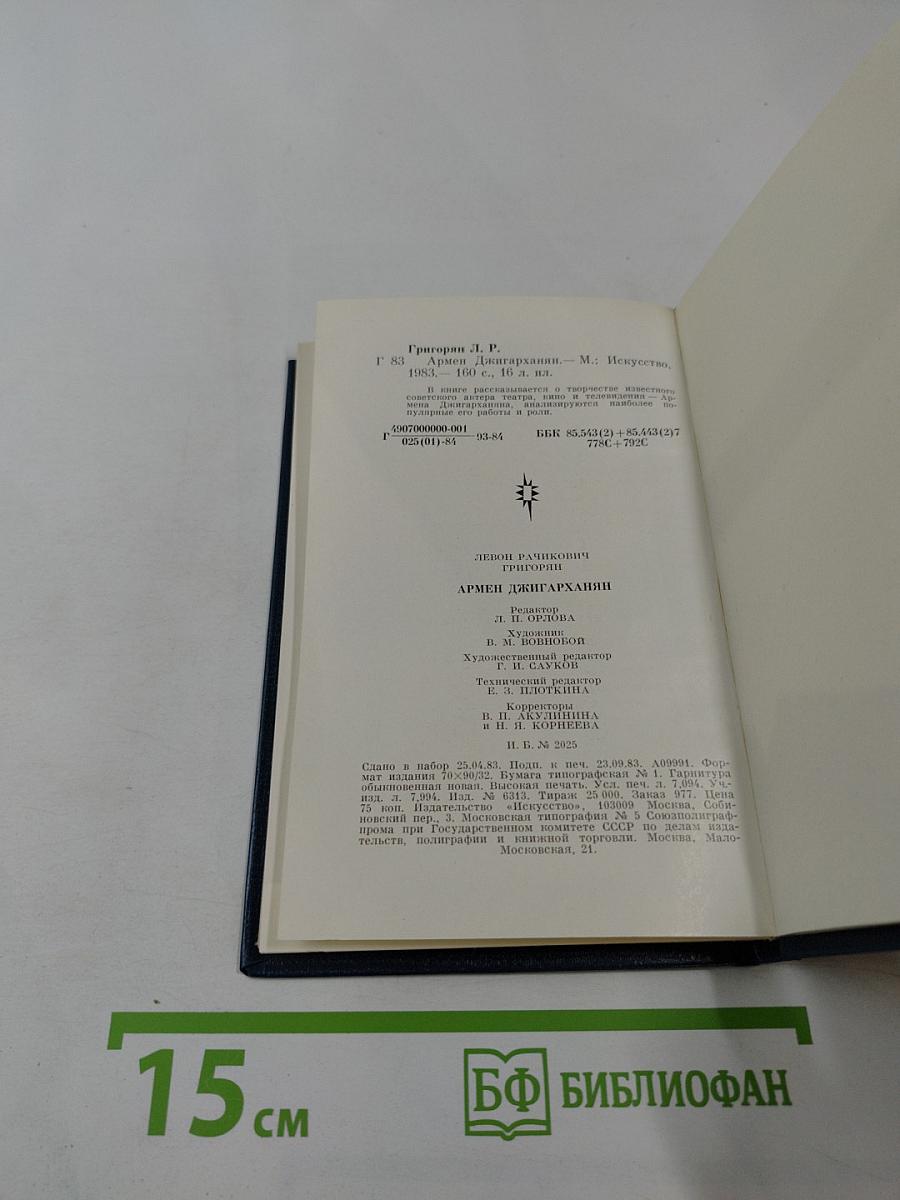 Григорян Л. Р.
Г 83 Армен Джигарханян.— М.: Искусство,
1983.— 160 с., 16 л. ил.
В книге рассказывается о творчестве известного
советского актера театра, кино и телевидения — Ар-
мена Джигарханяна, анализируются наиболее по-
пулярные его работы и роли.
Г 4907000000-001 93-84 ББК 85.543(2)+85.443(2)7
025(01)-84 778С+792С
ЛЕВОН РАЧИКОВИЧ
ГРИГОРЯН
АРМЕН ДЖИГАРХАНЯН
Редактор
Л. П. ОРЛОВА
Художник
В. М. ВОВНОБОЙ
Художественный редактор
Г. И. САУКОВ
Технический редактор
Е. З. ПЛОТКИНА
Корректоры
В. П. АКУЛИНИНА
и Н. Я. КОРНЕЕВА
И. Б. № 2025
Сдано в набор 25.04.83. Подп. к печ. 23.09.83. А09991. Фор-
мат издания 70×90/32. Бумага типографская № 1. Гарнитура
обыкновенная новая. Высокая печать. Усл. печ. л. 7,094. Уч.-
изд. л. 7,994. Изд. № 6313. Тираж 25 000. Заказ 977. Цена
75 коп. Издательство «Искусство», 103009 Москва, Соби-
новский пер., 3. Московская типография № 5 Союзполиграф-
прома при Государственном комитете СССР по делам изда-
тельств, полиграфии и книжной торговли. Москва, Мало-
Московская, 21.
15 см
БФ БИБЛИОФАН